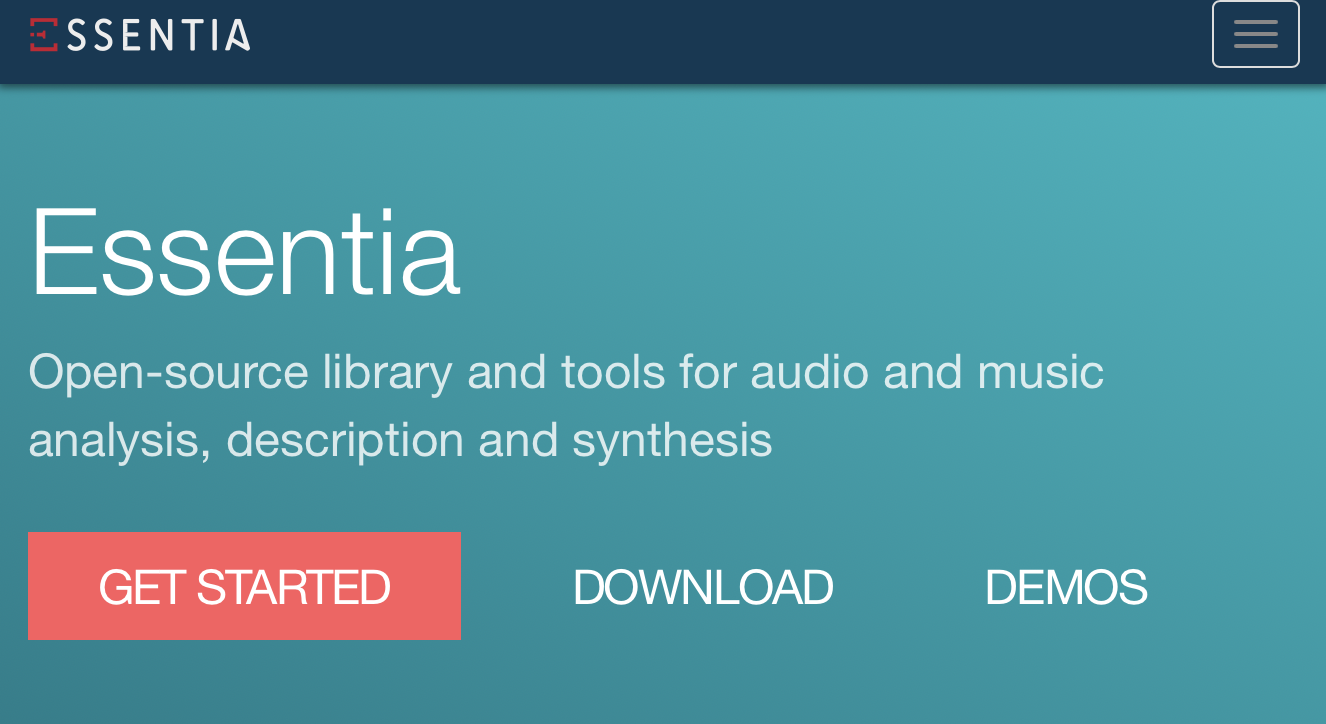 ESSENTIA
Essentia
Open-source library and tools for audio and music
analysis, description and synthesis
GET STARTED DOWNLOAD DEMOS